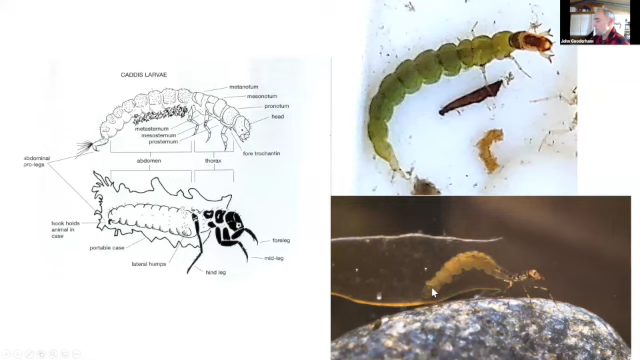 CADDIS LARVAE
metanotum
mesonotum
pronotum
head
metasternum
mesosternum
prosternum
fore trochantin
abdomen
thorax
abdominal
pro-legs
hook holds
animal in
case
portable case
lateral humps
hind leg
foreleg
mid-leg
John Gooderham